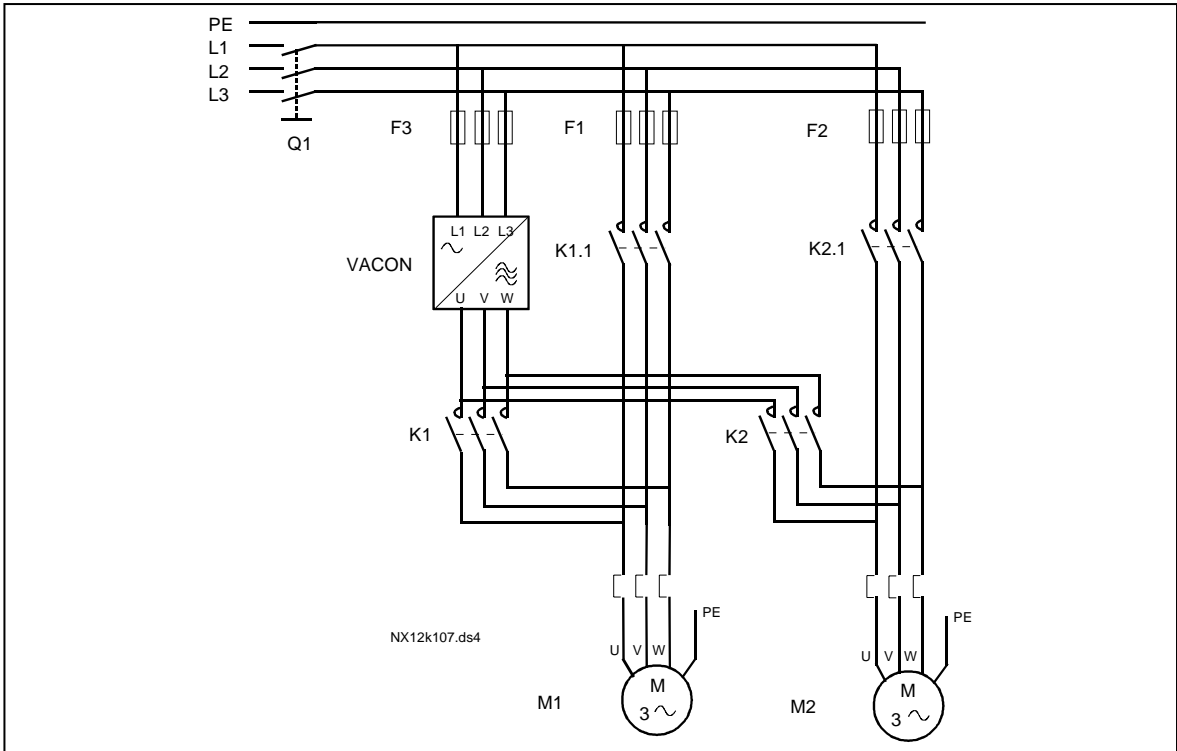 PE
L1
L2
L3
Q1
F3
F1
F2
L1 L2 L3
VACON
U V W
K1.1
K2.1
K1
K2
NX12k107.ds4
PE
PE
U V W
U V W
M1
M
3
M2
M
3